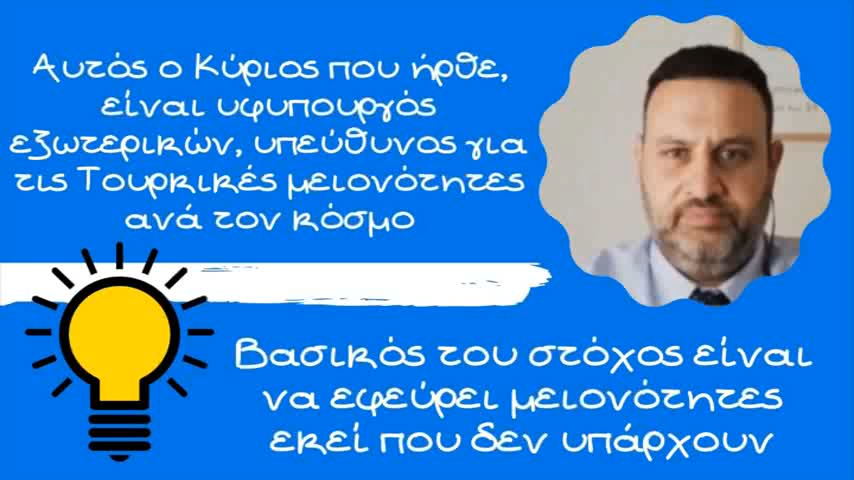 Αυτός ο Κύριος που ήρθε,
είναι υφυπουργός
εξωτερικών, υπεύθυνος για
τις Τουρκικές μειονότητες
ανά τον κόσμο
Βασικός του στόχος είναι
να εφεύρει μειονότητες
εκεί που δεν υπάρχουν